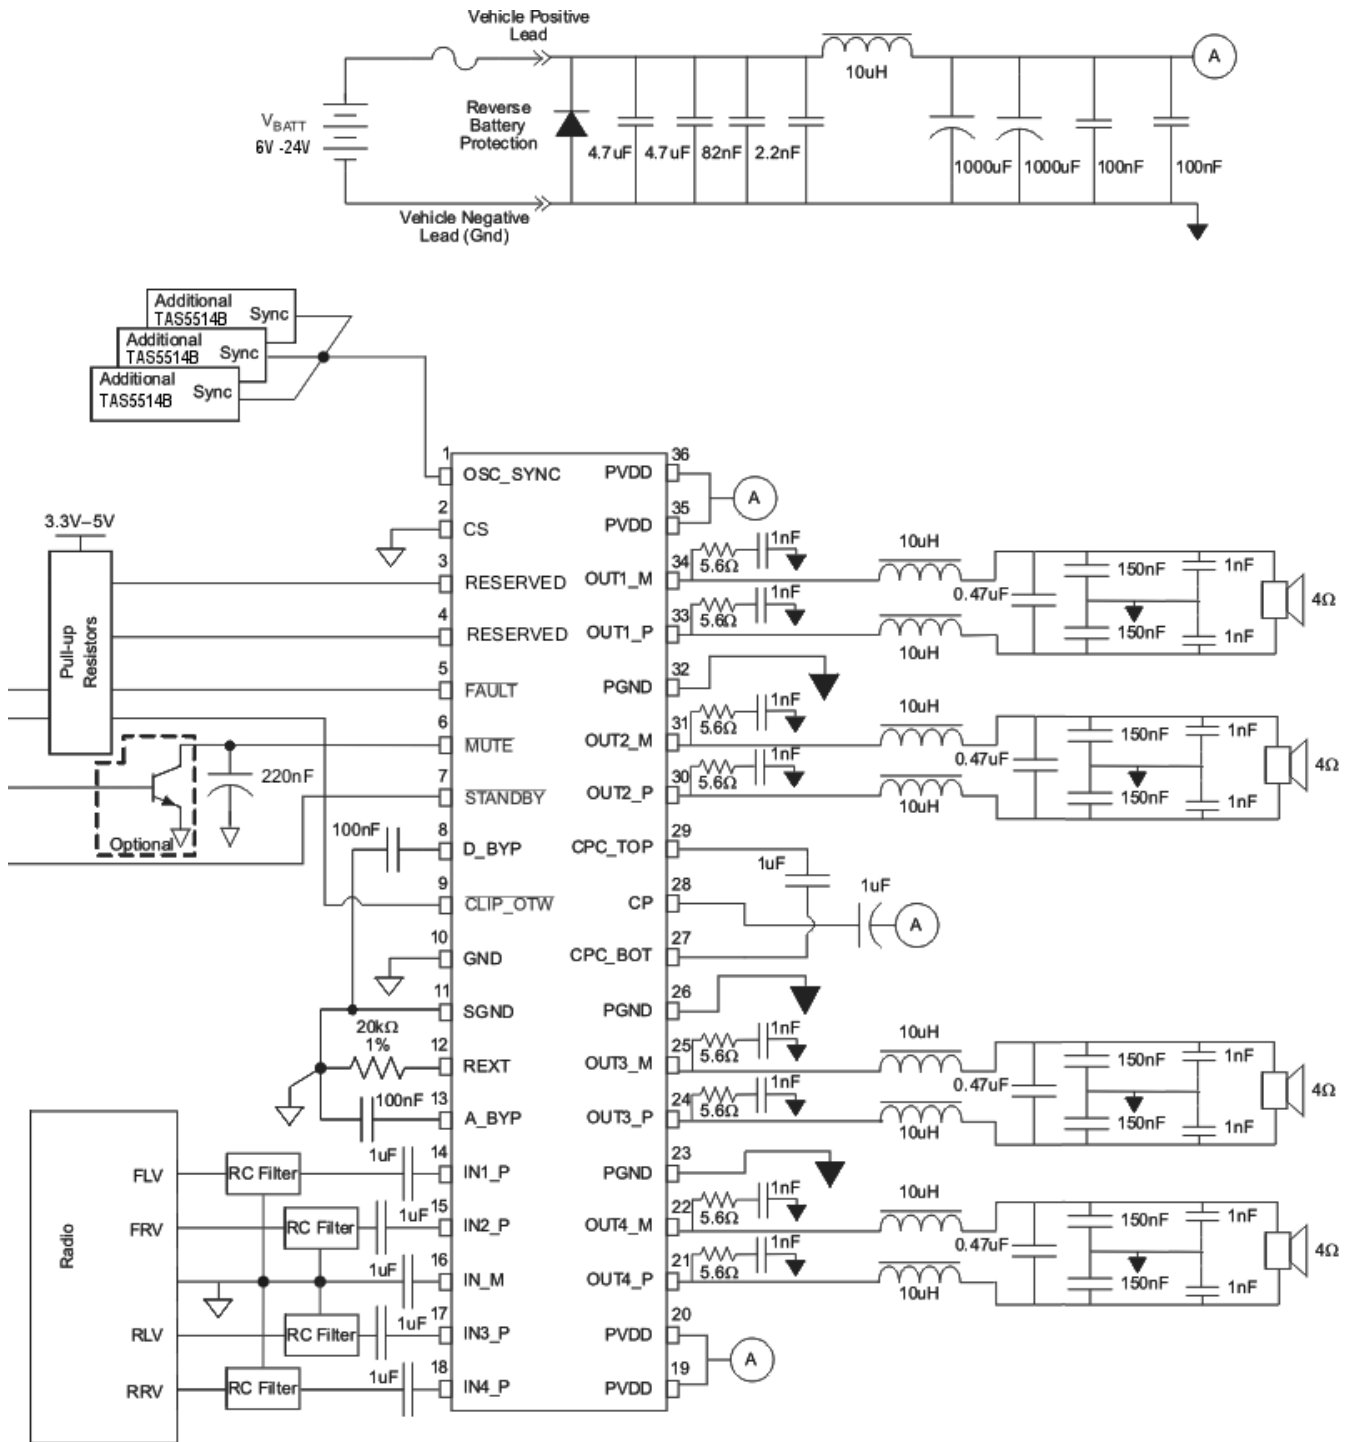 Vehicle Positive
Lead
A
10uH
VBATT
6V -24V
Reverse
Battery
Protection
4.7uF 4.7uF 82nF 2.2nF
1000uF 1000uF 100nF 100nF
Vehicle Negative
Lead (Gnd)
Additional
TAS5514B Sync
Additional
TAS5514B Sync
Additional
TAS5514B Sync
1 OSC_SYNC
2 CS
3 RESERVED
4 RESERVED
5 FAULT
6 MUTE
7 STANDBY
8 D_BYP
9 CLIP_OTW
10 GND
11 SGND
12 REXT
13 A_BYP
14 IN1_P
15 IN2_P
16 IN_M
17 IN3_P
18 IN4_P
3.3V–5V
Pull-up
Resistors
220nF
Optional
100nF
20kΩ
1%
100nF
Radio
FLV RC Filter 1uF
FRV RC Filter 1uF
1uF
RLV RC Filter 1uF
RRV RC Filter 1uF
PVDD 36
PVDD 35
A
OUT1_M 34
OUT1_P 33
PGND 32
OUT2_M 31
OUT2_P 30
CPC_TOP 29
CP 28
CPC_BOT 27
PGND 26
OUT3_M 25
OUT3_P 24
PGND 23
OUT4_M 22
OUT4_P 21
PVDD 20
PVDD 19
A
5.6Ω 1nF
5.6Ω 1nF
10uH
10uH
0.47uF
150nF
150nF
1nF
1nF
4Ω
5.6Ω 1nF
5.6Ω 1nF
10uH
10uH
0.47uF
150nF
150nF
1nF
1nF
4Ω
1uF
1uF
A
5.6Ω 1nF
5.6Ω 1nF
10uH
10uH
0.47uF
150nF
150nF
1nF
1nF
4Ω
5.6Ω 1nF
5.6Ω 1nF
10uH
10uH
0.47uF
150nF
150nF
1nF
1nF
4Ω